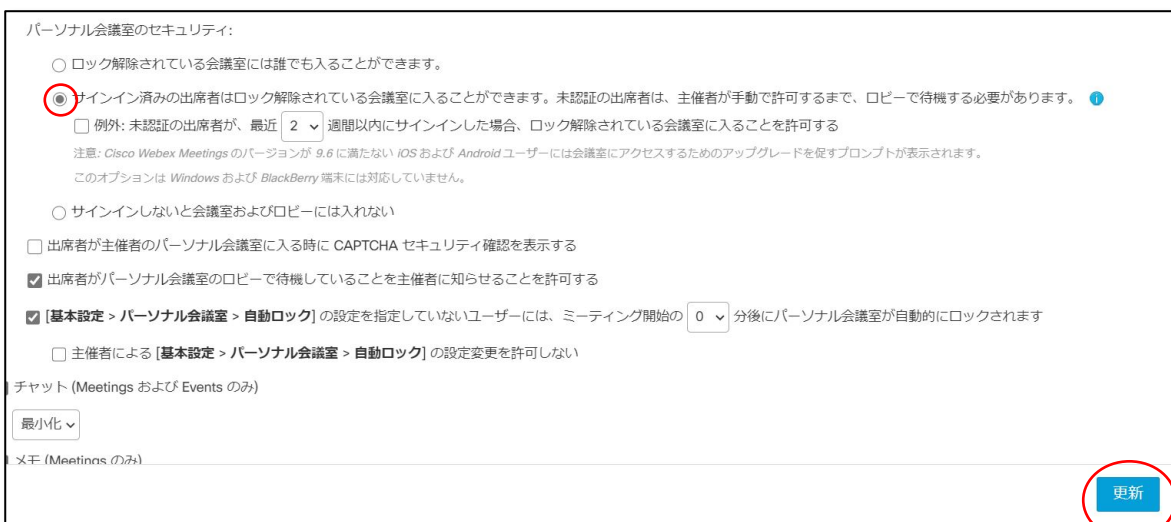 パーソナル会議室のセキュリティ:
ロック解除されている会議室には誰でも入ることができます。
サインイン済みの出席者はロック解除されている会議室に入ることができます。未認証の出席者は、主催者が手動で許可するまで、ロビーで待機する必要があります。 i
例外: 未認証の出席者が、最近 2 週間以内にサインインした場合、ロック解除されている会議室に入ることを許可する
注意: Cisco Webex Meetings のバージョンが 9.6 に満たない iOS および Android ユーザーには会議室にアクセスするためのアップグレードを促すプロンプトが表示されます。
このオプションは Windows および BlackBerry 端末には対応していません。
サインインしないと会議室およびロビーには入れない
出席者が主催者のパーソナル会議室に入る時に CAPTCHA セキュリティ確認を表示する
出席者がパーソナル会議室のロビーで待機していることを主催者に知らせることを許可する
[基本設定 > パーソナル会議室 > 自動ロック] の設定を指定していないユーザーには、ミーティング開始の 0 分後にパーソナル会議室が自動的にロックされます
主催者による [基本設定 > パーソナル会議室 > 自動ロック] の設定変更を許可しない
チャット (Meetings および Events のみ)
最小化
メモ (Meetings のみ)
更新